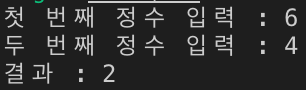 첫 번째 정수 입력 : 6
두 번째 정수 입력 : 4
결과 : 2